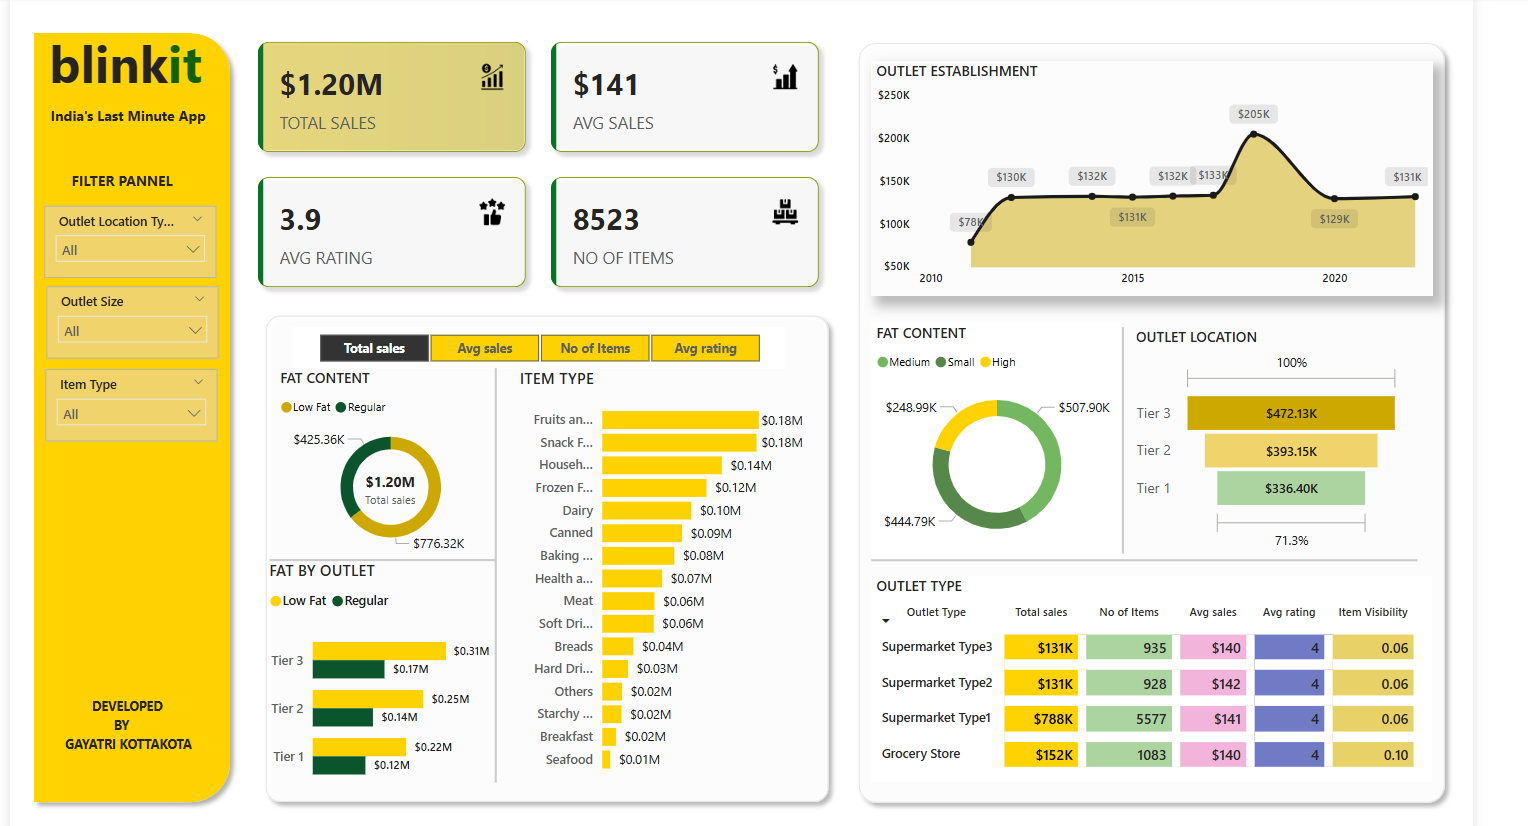 blinkit
India's Last Minute App
FILTER PANNEL
Outlet Location Ty...
All
Outlet Size
All
Item Type
All
DEVELOPED
BY
GAYATRI KOTTAKOTA
$1.20M
TOTAL SALES
$141
AVG SALES
3.9
AVG RATING
8523
NO OF ITEMS
Total sales Avg sales No of Items Avg rating
FAT CONTENT
Low Fat Regular
$425.36K
$1.20M
Total sales
$776.32K
FAT BY OUTLET
Low Fat Regular
Tier 3 $0.31M
$0.17M
Tier 2 $0.25M
$0.14M
Tier 1 $0.22M
$0.12M
ITEM TYPE
Fruits an... $0.18M
Snack F... $0.18M
Househ... $0.14M
Frozen F... $0.12M
Dairy $0.10M
Canned $0.09M
Baking ... $0.08M
Health a... $0.07M
Meat $0.06M
Soft Dri... $0.06M
Breads $0.04M
Hard Dri... $0.03M
Others $0.02M
Starchy ... $0.02M
Breakfast $0.02M
Seafood $0.01M
OUTLET ESTABLISHMENT
$250K
$200K
$150K
$100K
$50K
$78K $130K $132K $131K $132K $133K $205K $129K $131K
2010 2015 2020
FAT CONTENT
Medium Small High
$248.99K $507.90K
$444.79K
OUTLET LOCATION
100%
Tier 3 $472.13K
Tier 2 $393.15K
Tier 1 $336.40K
71.3%
OUTLET TYPE
Outlet Type Total sales No of Items Avg sales Avg rating Item Visibility
Supermarket Type3 $131K 935 $140 4 0.06
Supermarket Type2 $131K 928 $142 4 0.06
Supermarket Type1 $788K 5577 $141 4 0.06
Grocery Store $152K 1083 $140 4 0.10